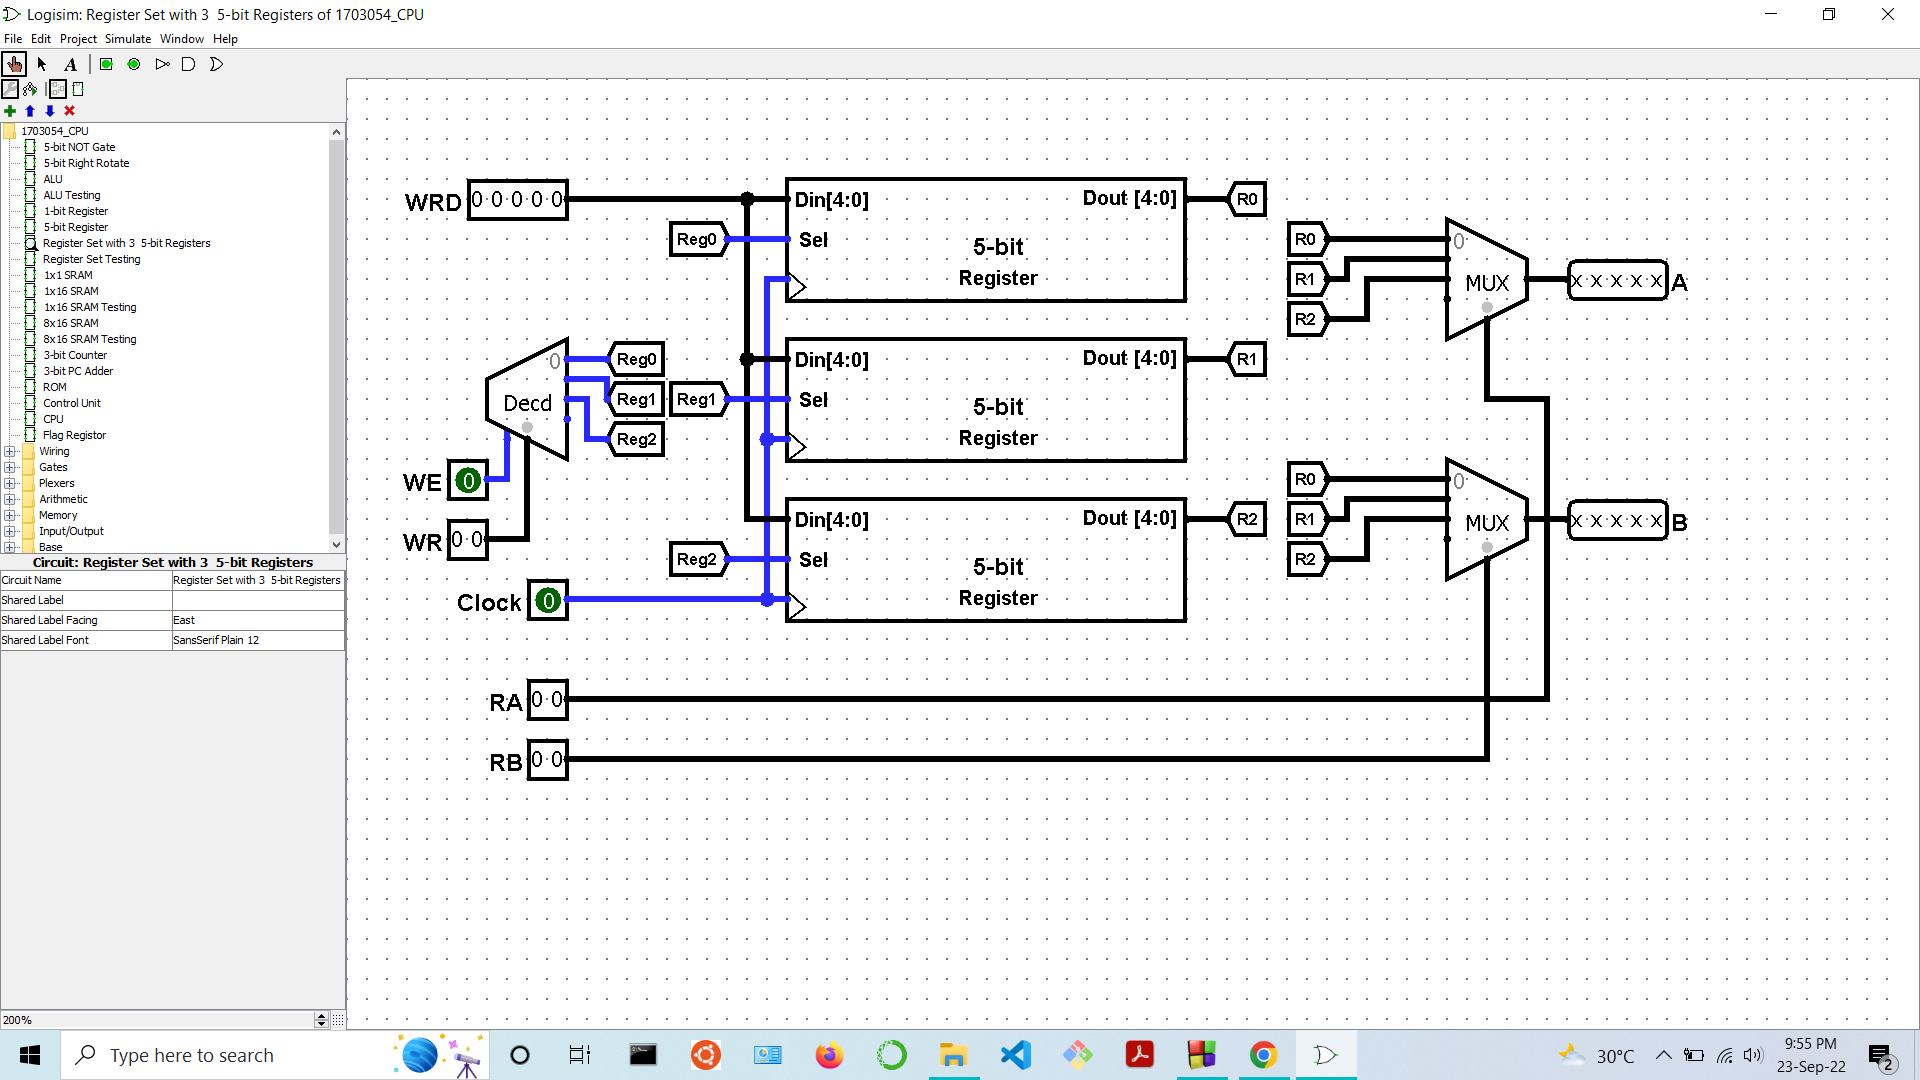 Logisim: Register Set with 3  5-bit Registers of 1703054_CPU
File Edit Project Simulate Window Help
A
1703054_CPU
5-bit NOT Gate
5-bit Right Rotate
ALU
ALU Testing
1-bit Register
5-bit Register
Register Set with 3  5-bit Registers
Register Set Testing
1x1 SRAM
1x16 SRAM
1x16 SRAM Testing
8x16 SRAM
8x16 SRAM Testing
3-bit Counter
3-bit PC Adder
ROM
Control Unit
CPU
Flag Registor
Wiring
Gates
Plexers
Arithmetic
Memory
Input/Output
Base
Circuit: Register Set with 3  5-bit Registers
Circuit Name Register Set with 3  5-bit Registers
Shared Label
Shared Label Facing East
Shared Label Font SansSerif Plain 12
200%
WRD 0 0 0 0 0
Din[4:0] Dout [4:0] R0
Reg0 Sel
5-bit
Register
R0 0
R1 MUX x x x x x A
R2
0 Reg0
Decd Reg1
Reg2
WE 0
WR 0 0
Din[4:0] Dout [4:0] R1
Reg1 Sel
5-bit
Register
Din[4:0] Dout [4:0] R2
Reg2 Sel
5-bit
Register
R0 0
R1 MUX x x x x x B
R2
Clock 0
RA 0 0
RB 0 0
Type here to search
30°C
9:55 PM
23-Sep-22
2